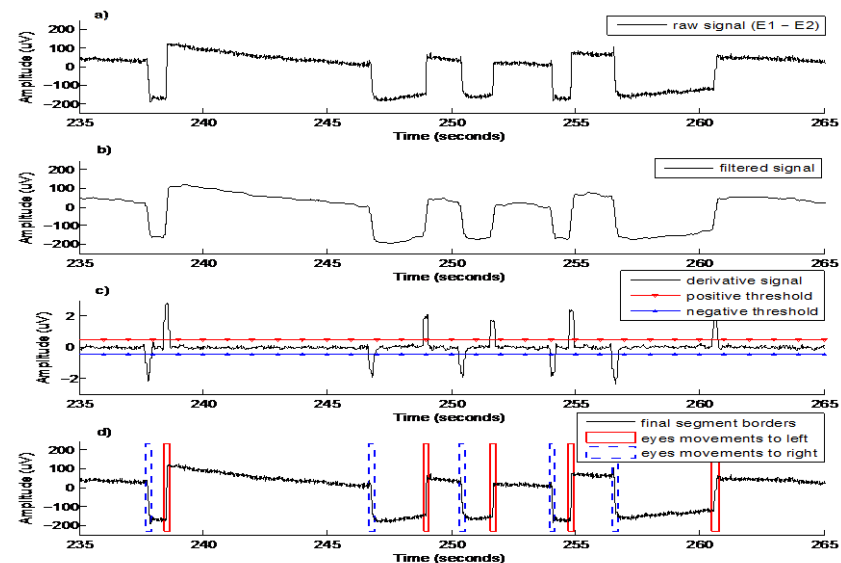 a)
raw signal (E1 − E2)
Amplitude (uV)
200
100
0
−100
−200
235 240 245 250 255 260 265
Time (seconds)
b)
filtered signal
Amplitude (uV)
200
100
0
−100
−200
235 240 245 250 255 260 265
Time (seconds)
c)
derivative signal
positive threshold
negative threshold
Amplitude (uV)
2
0
−2
235 240 245 250 255 260 265
Time (seconds)
d)
final segment borders
eyes movements to left
eyes movements to right
Amplitude (uV)
200
100
0
−100
−200
235 240 245 250 255 260 265
Time (seconds)